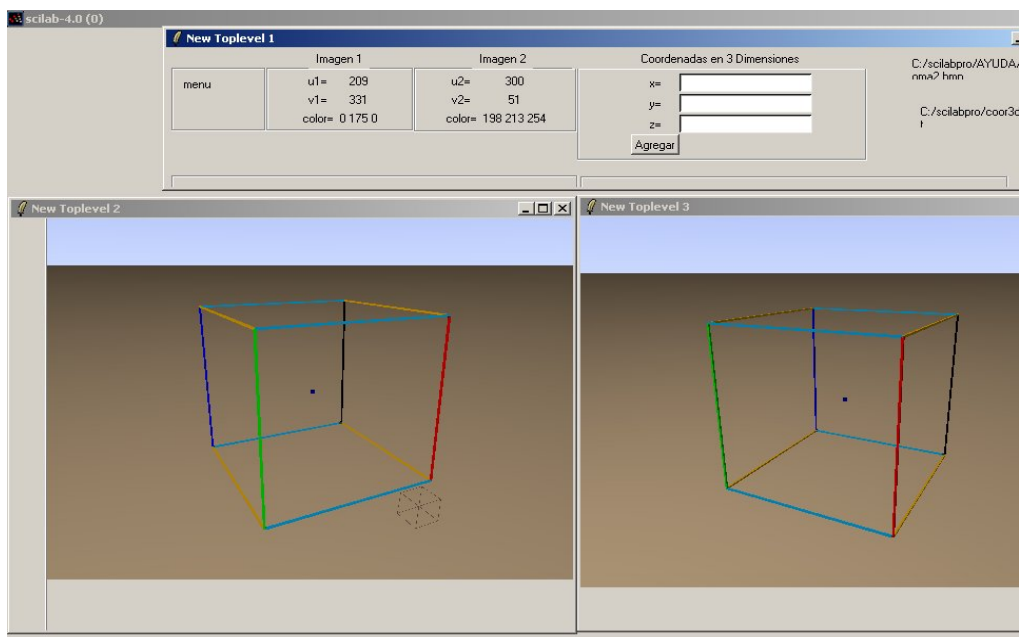 scilab-4.0 (0)
New Toplevel 1
Imagen 1
Imagen 2
Coordenadas en 3 Dimensiones
menu
u1= 209
v1= 331
color= 0 175 0
u2= 300
v2= 51
color= 198 213 254
x=
y=
z=
Agregar
C:/scilabpro/AYUDA/
oma2.bmp
C:/scilabpro/coor3d
New Toplevel 2
New Toplevel 3